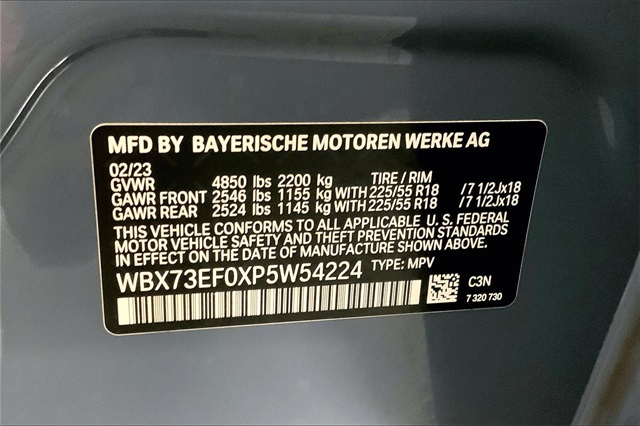 MFD BY BAYERISCHE MOTOREN WERKE AG
02/23
GVWR 4850 lbs 2200 kg TIRE / RIM
GAWR FRONT 2546 lbs 1155 kg WITH 225/55 R18 /7 1/2Jx18
GAWR REAR 2524 lbs 1145 kg WITH 225/55 R18 /7 1/2Jx18
THIS VEHICLE CONFORMS TO ALL APPLICABLE U. S. FEDERAL
MOTOR VEHICLE SAFETY AND THEFT PREVENTION STANDARDS
IN EFFECT ON THE DATE OF MANUFACTURE SHOWN ABOVE.
WBX73EF0XP5W54224 TYPE: MPV
C3N
7 320 730